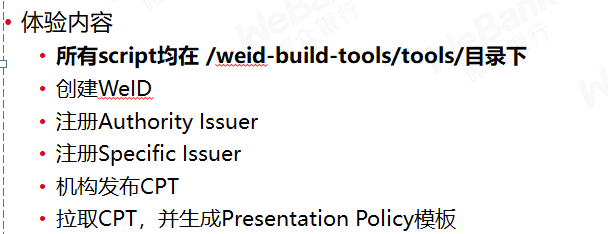 体验内容
所有script均在 /weid-build-tools/tools/目录下
创建WeID
注册Authority Issuer
注册Specific Issuer
机构发布CPT
拉取CPT，并生成Presentation Policy模板